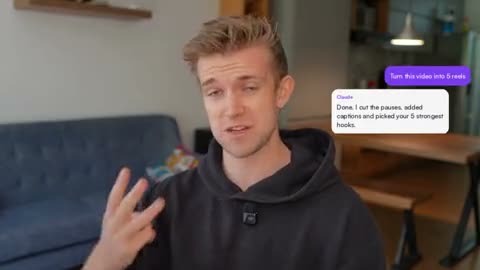 Turn this video into 5 reels
Claude
Done, I cut the pauses, added
captions and picked your 5 strongest
hooks.